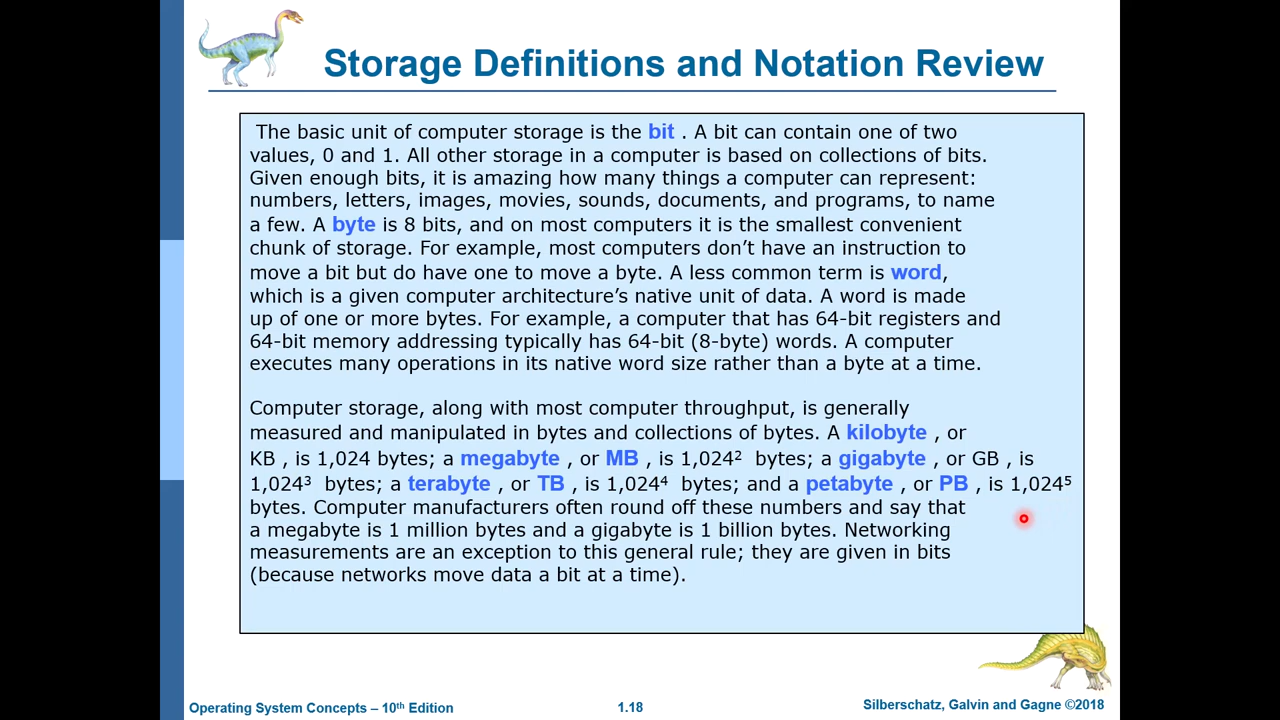 Storage Definitions and Notation Review
The basic unit of computer storage is the bit . A bit can contain one of two
values, 0 and 1. All other storage in a computer is based on collections of bits.
Given enough bits, it is amazing how many things a computer can represent:
numbers, letters, images, movies, sounds, documents, and programs, to name
a few. A byte is 8 bits, and on most computers it is the smallest convenient
chunk of storage. For example, most computers don’t have an instruction to
move a bit but do have one to move a byte. A less common term is word,
which is a given computer architecture’s native unit of data. A word is made
up of one or more bytes. For example, a computer that has 64-bit registers and
64-bit memory addressing typically has 64-bit (8-byte) words. A computer
executes many operations in its native word size rather than a byte at a time.
Computer storage, along with most computer throughput, is generally
measured and manipulated in bytes and collections of bytes. A kilobyte , or
KB , is 1,024 bytes; a megabyte , or MB , is 1,024² bytes; a gigabyte , or GB , is
1,024³ bytes; a terabyte , or TB , is 1,024⁴ bytes; and a petabyte , or PB , is 1,024⁵
bytes. Computer manufacturers often round off these numbers and say that
a megabyte is 1 million bytes and a gigabyte is 1 billion bytes. Networking
measurements are an exception to this general rule; they are given in bits
(because networks move data a bit at a time).
Operating System Concepts – 10th Edition
1.18
Silberschatz, Galvin and Gagne ©2018